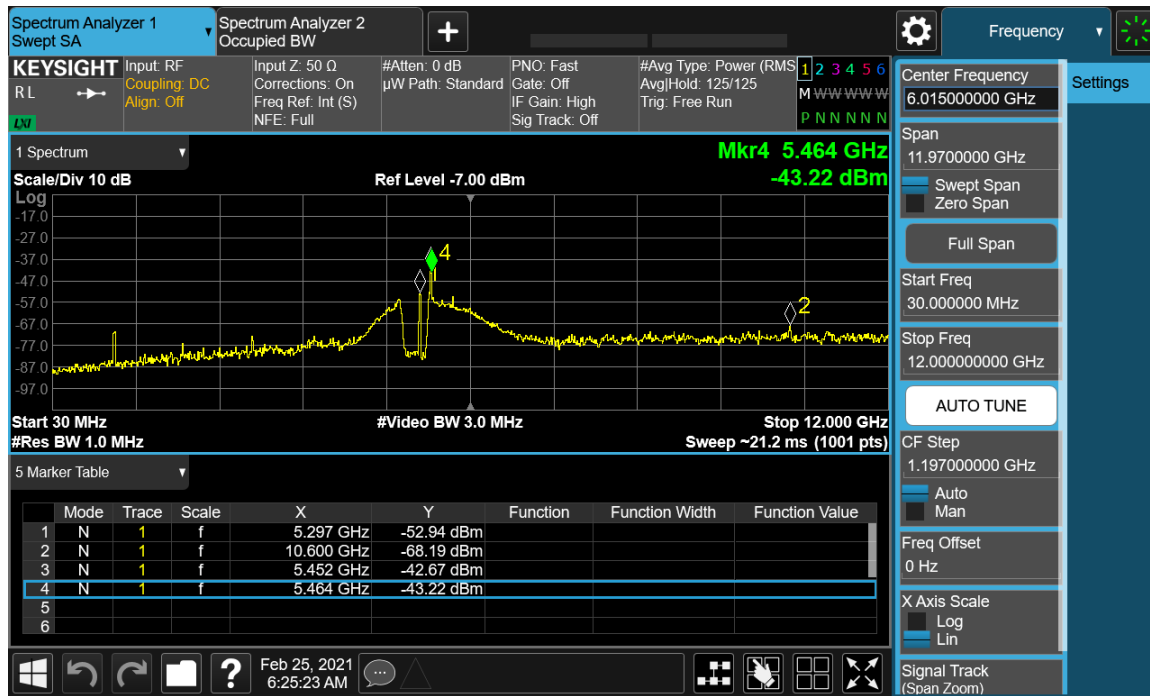 Spectrum Analyzer 1
Swept SA
Spectrum Analyzer 2
Occupied BW
Frequency
KEYSIGHT
R L
LXI
Input: RF
Coupling: DC
Align: Off
Input Z: 50 Ω
Corrections: On
Freq Ref: Int (S)
NFE: Full
#Atten: 0 dB
µW Path: Standard
PNO: Fast
Gate: Off
IF Gain: High
Sig Track: Off
#Avg Type: Power (RMS
Avg|Hold: 125/125
Trig: Free Run
1 2 3 4 5 6
M W W W W W
P N N N N N
1 Spectrum
Mkr4 5.464 GHz
Scale/Div 10 dB
Ref Level -7.00 dBm
-43.22 dBm
Log
-17.0
-27.0
-37.0
-47.0
-57.0
-67.0
-77.0
-87.0
-97.0
4
2
Start 30 MHz
#Video BW 3.0 MHz
Stop 12.000 GHz
#Res BW 1.0 MHz
Sweep ~21.2 ms (1001 pts)
5 Marker Table
Mode Trace Scale X Y Function Function Width Function Value
1 N 1 f 5.297 GHz -52.94 dBm
2 N 1 f 10.600 GHz -68.19 dBm
3 N 1 f 5.452 GHz -42.67 dBm
4 N 1 f 5.464 GHz -43.22 dBm
5
6
Center Frequency
6.015000000 GHz
Settings
Span
11.9700000 GHz
Swept Span
Zero Span
Full Span
Start Freq
30.000000 MHz
Stop Freq
12.000000000 GHz
AUTO TUNE
CF Step
1.197000000 GHz
Auto
Man
Freq Offset
0 Hz
X Axis Scale
Log
Lin
Signal Track
(Span Zoom)
?
Feb 25, 2021
6:25:23 AM